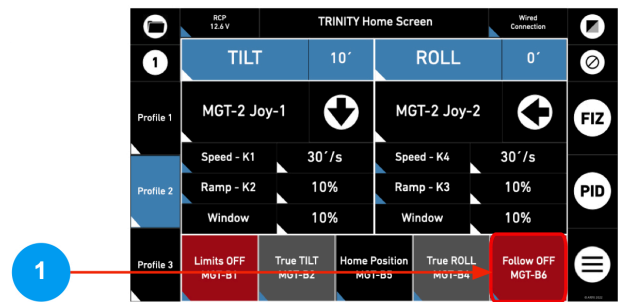 RCP
12.6 V
TRINITY Home Screen
Wired
Connection
1
TILT
10´
ROLL
0´
Profile 1
MGT-2 Joy-1
MGT-2 Joy-2
FIZ
Speed - K1
30´/s
Speed - K4
30´/s
Profile 2
Ramp - K2
10%
Ramp - K3
10%
PID
Window
10%
Window
10%
Profile 3
Limits OFF
MGT-B1
True TILT
MGT-B2
Home Position
MGT-B5
True ROLL
MGT-B4
Follow OFF
MGT-B6
1